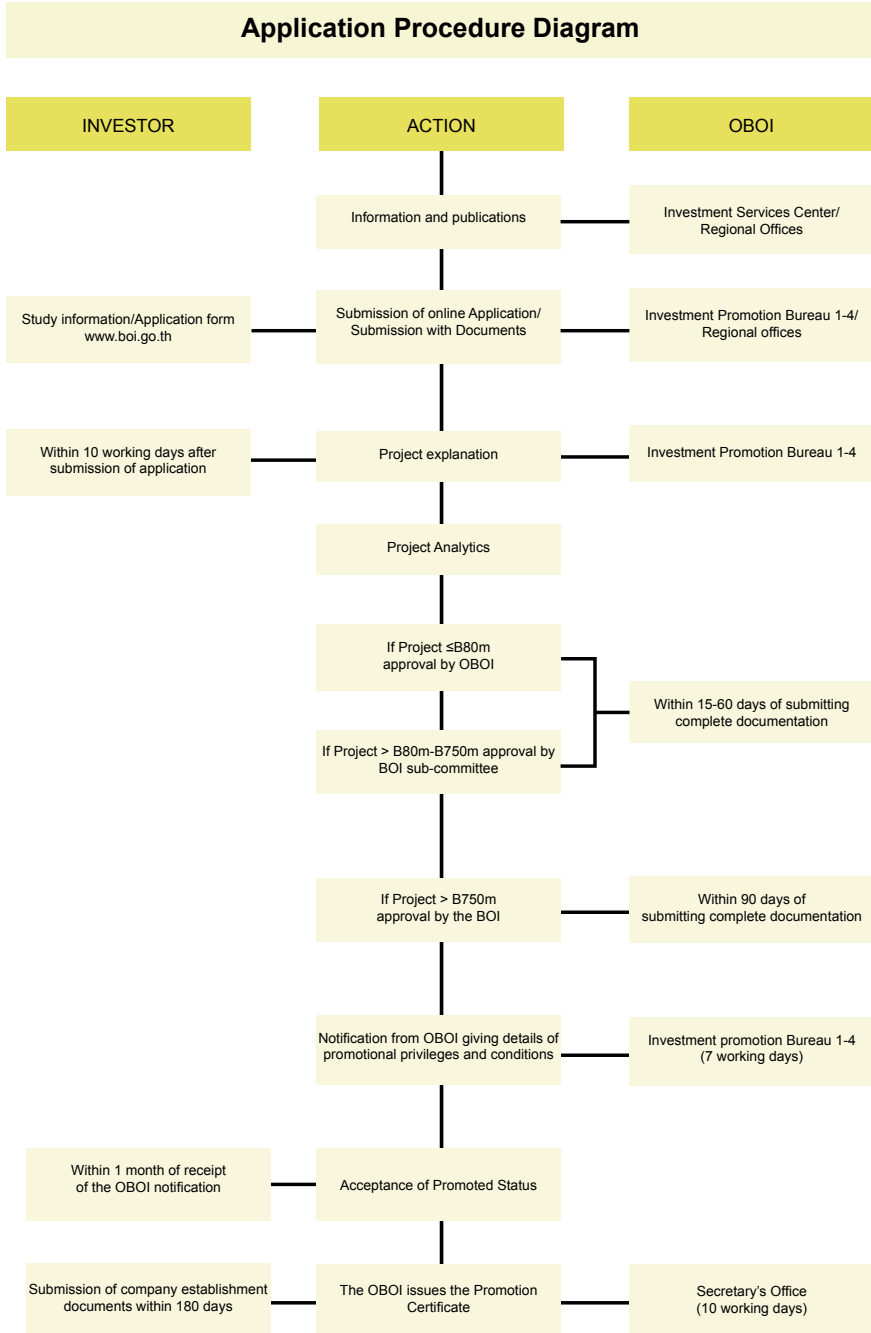 Application Procedure Diagram
INVESTOR
ACTION
OBOI
Information and publications
Investment Services Center/
Regional Offices
Study information/Application form
www.boi.go.th
Submission of online Application/
Submission with Documents
Investment Promotion Bureau 1-4/
Regional offices
Within 10 working days after
submission of application
Project explanation
Investment Promotion Bureau 1-4
Project Analytics
If Project ≤B80m
approval by OBOI
Within 15-60 days of submitting
complete documentation
If Project > B80m-B750m approval by
BOI sub-committee
If Project > B750m
approval by the BOI
Within 90 days of
submitting complete documentation
Notification from OBOI giving details of
promotional privileges and conditions
Investment promotion Bureau 1-4
(7 working days)
Within 1 month of receipt
of the OBOI notification
Acceptance of Promoted Status
Submission of company establishment
documents within 180 days
The OBOI issues the Promotion
Certificate
Secretary’s Office
(10 working days)